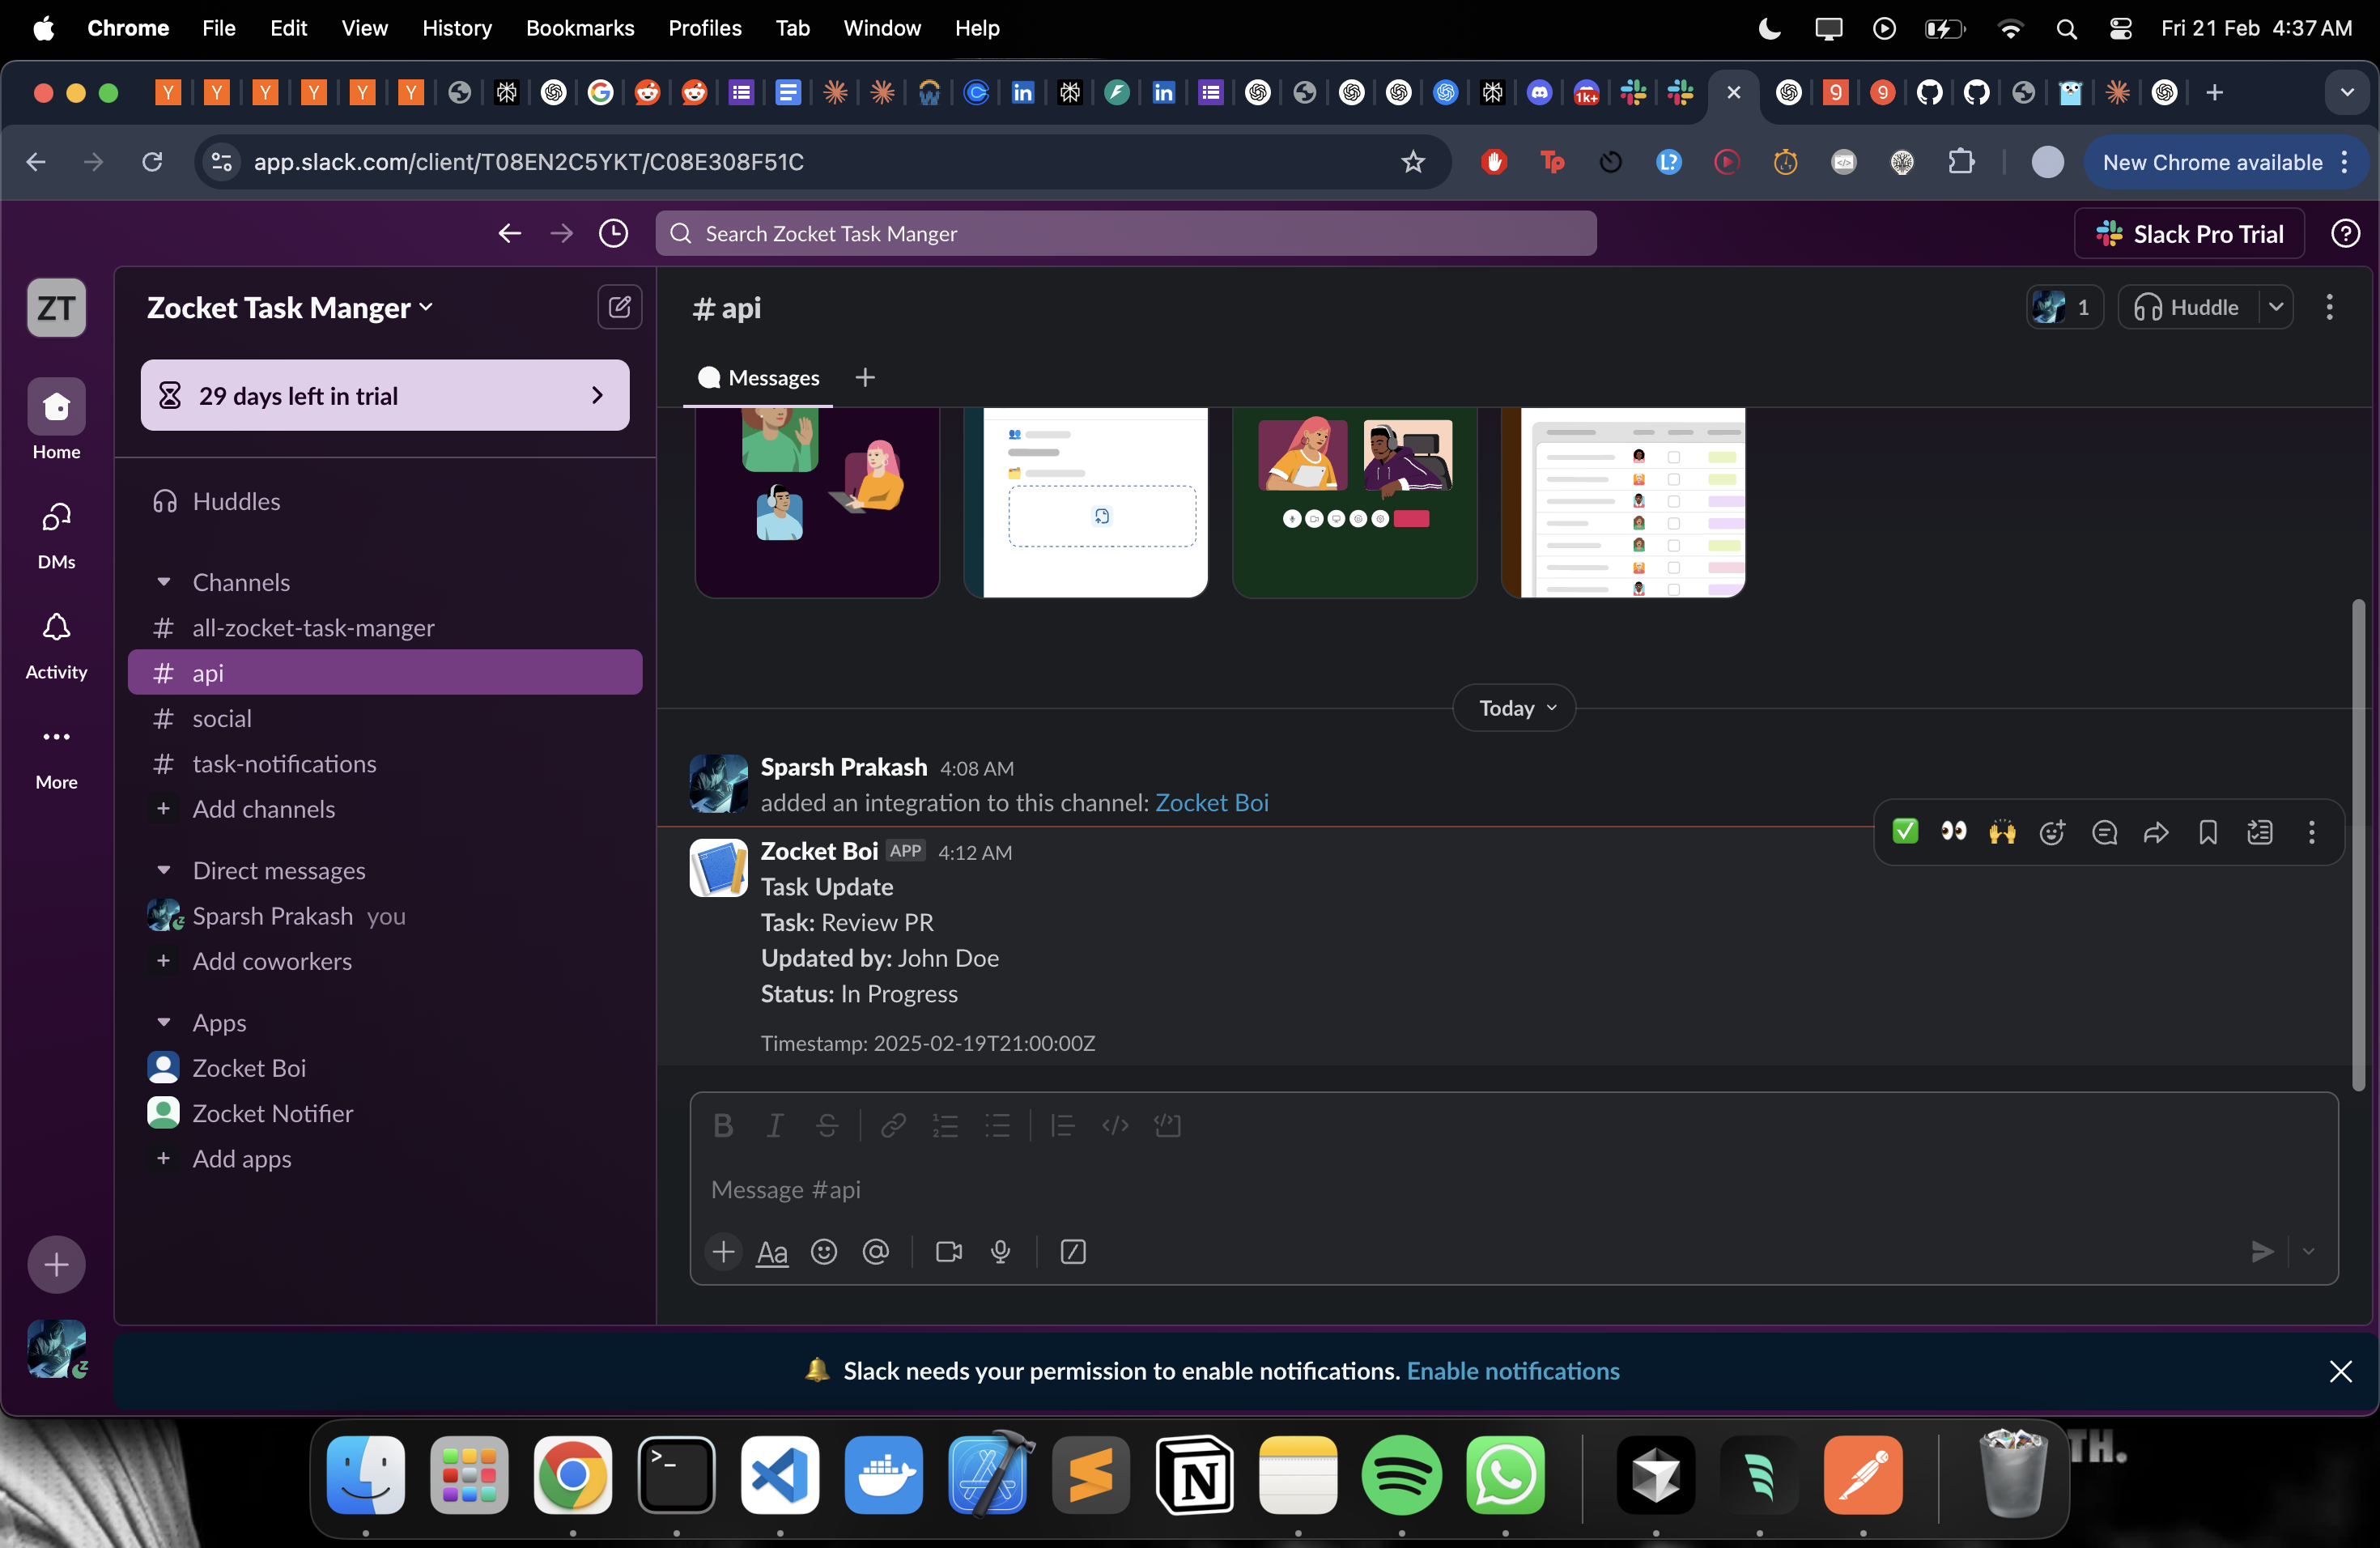 Chrome File Edit View History Bookmarks Profiles Tab Window Help Fri 21 Feb 4:37 AM
app.slack.com/client/T08EN2C5YKT/C08E308F51C
New Chrome available
Search Zocket Task Manger
Slack Pro Trial
ZT
Home
DMs
Activity
More
Zocket Task Manger
29 days left in trial
Huddles
Channels
# all-zocket-task-manger
# api
# social
# task-notifications
+ Add channels
Direct messages
Sparsh Prakash you
+ Add coworkers
Apps
Zocket Boi
Zocket Notifier
+ Add apps
# api
1
Huddle
Messages
Today
Sparsh Prakash 4:08 AM
added an integration to this channel: Zocket Boi
Zocket Boi APP 4:12 AM
Task Update
Task: Review PR
Updated by: John Doe
Status: In Progress
Timestamp: 2025-02-19T21:00:00Z
Message #api
Slack needs your permission to enable notifications. Enable notifications
TH.